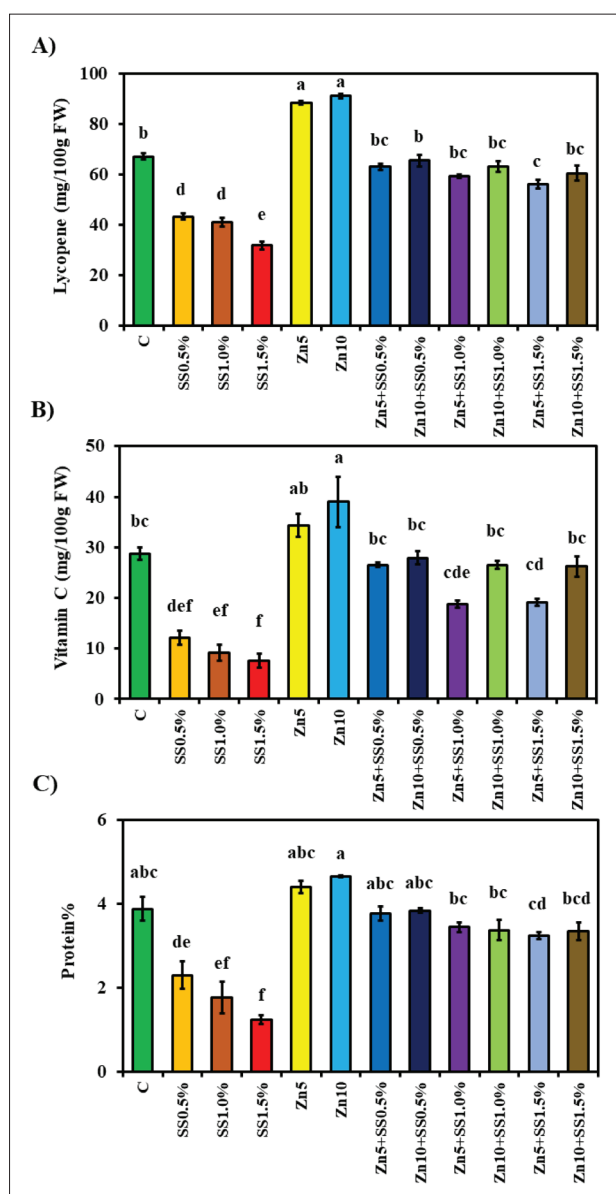 A)
Lycopene (mg/100g FW)
100
80
60
40
20
0
b
d
d
e
a
a
bc
b
bc
bc
c
bc
C
SS0.5%
SS1.0%
SS1.5%
Zn5
Zn10
Zn5+SS0.5%
Zn10+SS0.5%
Zn5+SS1.0%
Zn10+SS1.0%
Zn5+SS1.5%
Zn10+SS1.5%
B)
Vitamin C (mg/100g FW)
50
40
30
20
10
0
bc
def
ef
f
ab
a
bc
bc
cde
bc
cd
bc
C
SS0.5%
SS1.0%
SS1.5%
Zn5
Zn10
Zn5+SS0.5%
Zn10+SS0.5%
Zn5+SS1.0%
Zn10+SS1.0%
Zn5+SS1.5%
Zn10+SS1.5%
C)
Protein%
6
4
2
0
abc
de
ef
f
abc
a
abc
abc
bc
bc
cd
bcd
C
SS0.5%
SS1.0%
SS1.5%
Zn5
Zn10
Zn5+SS0.5%
Zn10+SS0.5%
Zn5+SS1.0%
Zn10+SS1.0%
Zn5+SS1.5%
Zn10+SS1.5%